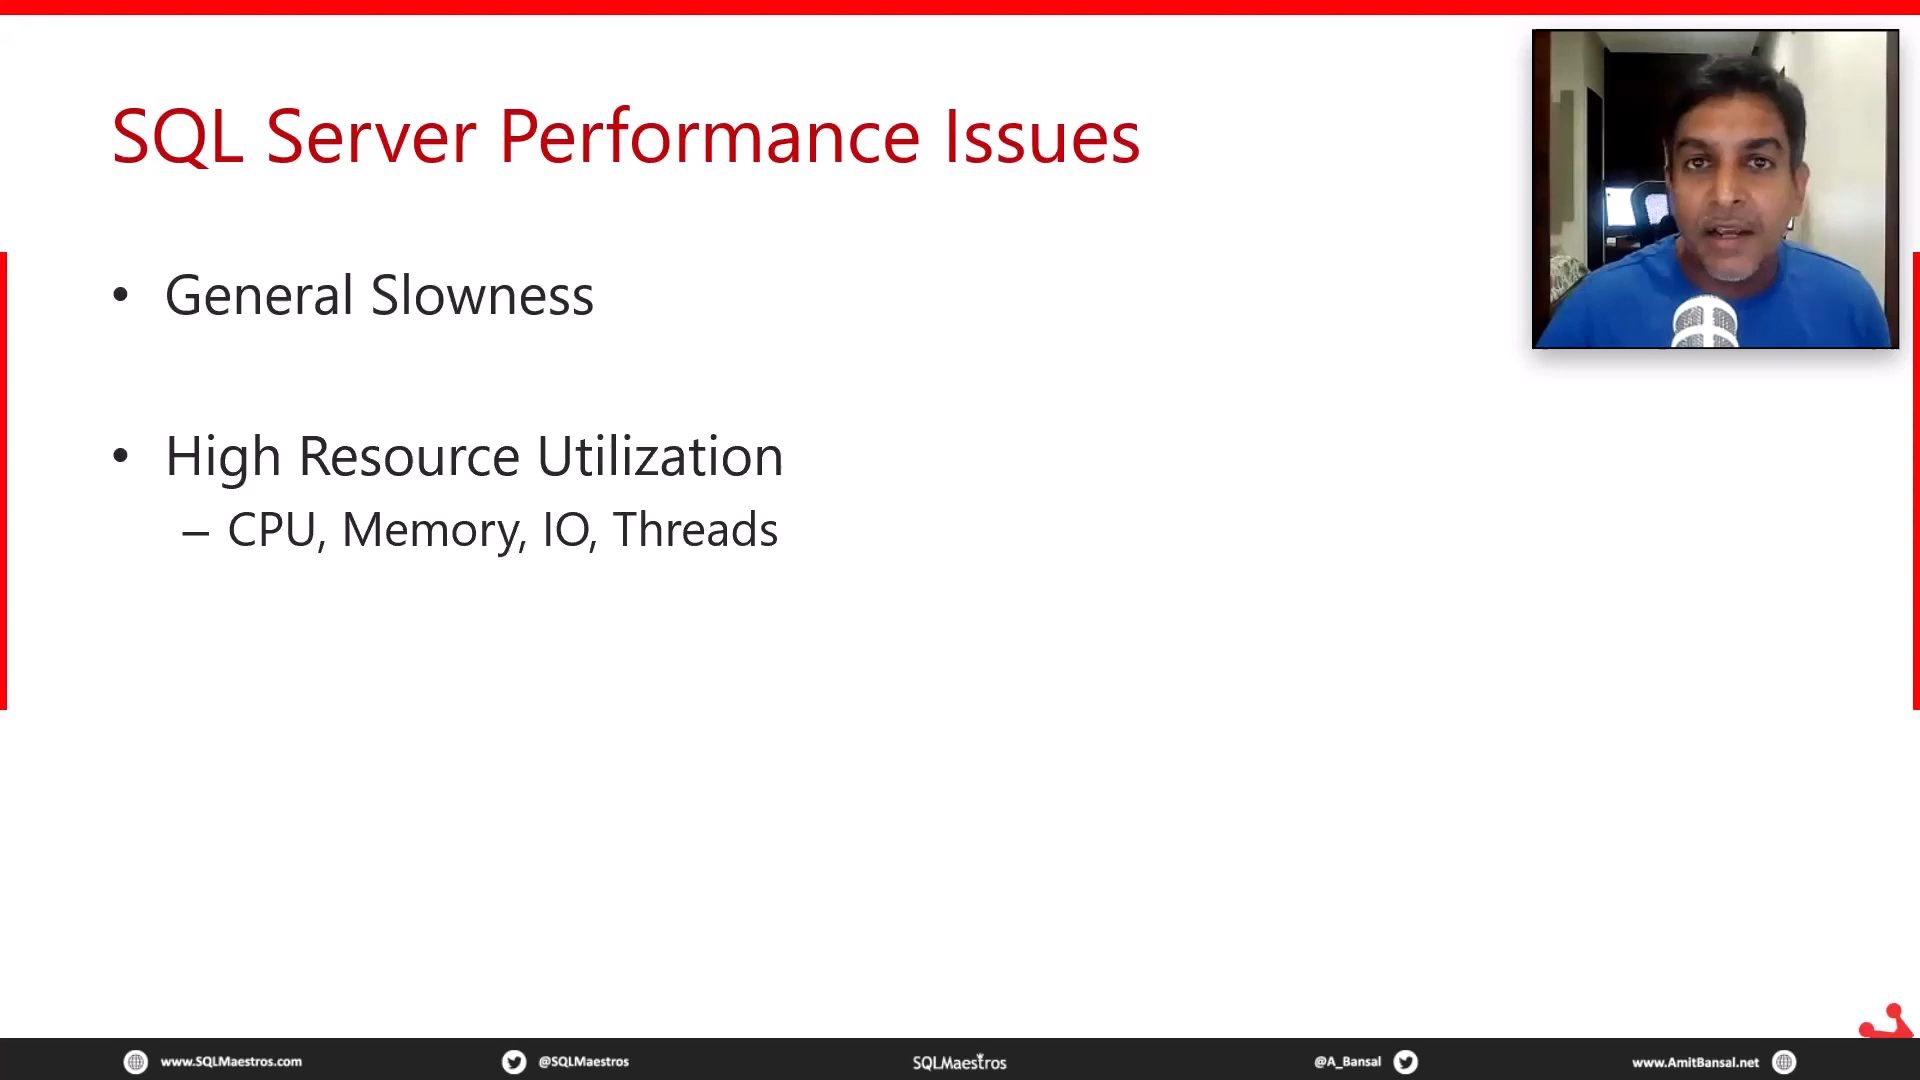 SQL Server Performance Issues
• General Slowness
• High Resource Utilization
– CPU, Memory, IO, Threads
www.SQLMaestros.com @SQLMaestros SQLMaestros @A_Bansal www.AmitBansal.net